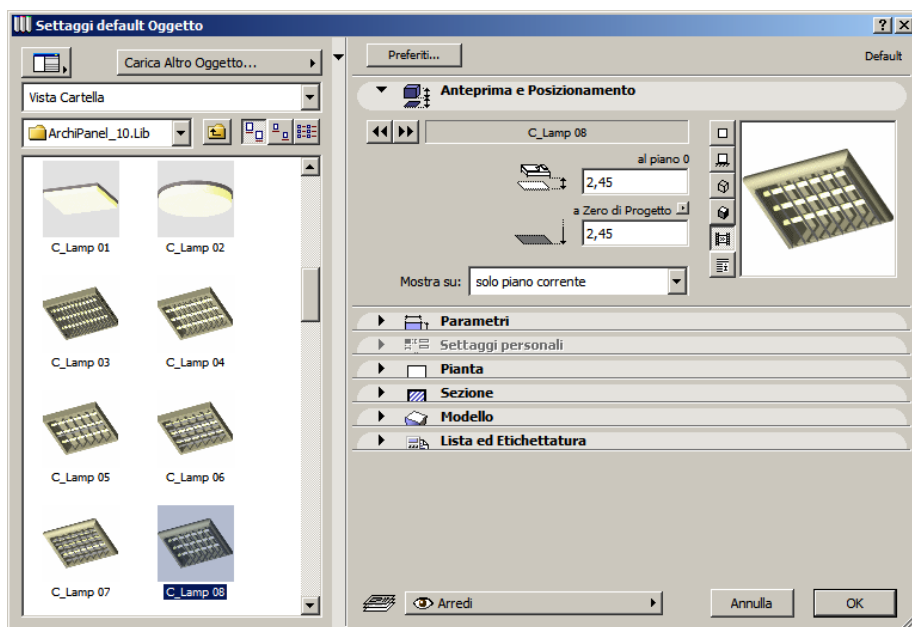 Settaggi default Oggetto
Carica Altro Oggetto...
Vista Cartella
ArchiPanel_10.Lib
C_Lamp 01
C_Lamp 02
C_Lamp 03
C_Lamp 04
C_Lamp 05
C_Lamp 06
C_Lamp 07
C_Lamp 08
Preferiti...
Default
Anteprima e Posizionamento
C_Lamp 08
al piano 0
2,45
a Zero di Progetto
2,45
Mostra su: solo piano corrente
Parametri
Settaggi personali
Pianta
Sezione
Modello
Lista ed Etichettatura
Arredi
Annulla
OK